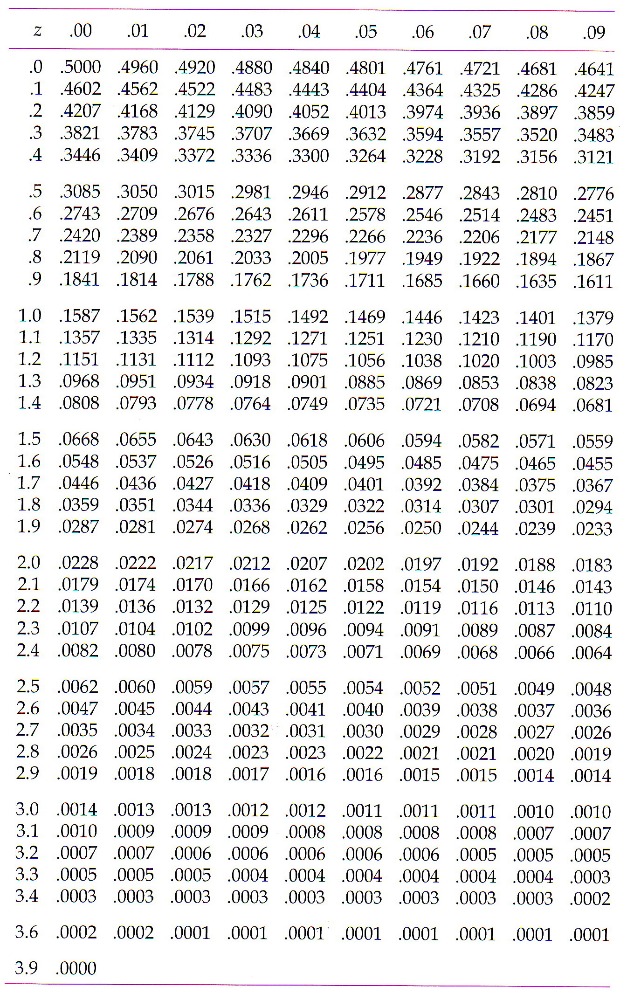 z .00 .01 .02 .03 .04 .05 .06 .07 .08 .09
.0 .5000 .4960 .4920 .4880 .4840 .4801 .4761 .4721 .4681 .4641
.1 .4602 .4562 .4522 .4483 .4443 .4404 .4364 .4325 .4286 .4247
.2 .4207 .4168 .4129 .4090 .4052 .4013 .3974 .3936 .3897 .3859
.3 .3821 .3783 .3745 .3707 .3669 .3632 .3594 .3557 .3520 .3483
.4 .3446 .3409 .3372 .3336 .3300 .3264 .3228 .3192 .3156 .3121
.5 .3085 .3050 .3015 .2981 .2946 .2912 .2877 .2843 .2810 .2776
.6 .2743 .2709 .2676 .2643 .2611 .2578 .2546 .2514 .2483 .2451
.7 .2420 .2389 .2358 .2327 .2296 .2266 .2236 .2206 .2177 .2148
.8 .2119 .2090 .2061 .2033 .2005 .1977 .1949 .1922 .1894 .1867
.9 .1841 .1814 .1788 .1762 .1736 .1711 .1685 .1660 .1635 .1611
1.0 .1587 .1562 .1539 .1515 .1492 .1469 .1446 .1423 .1401 .1379
1.1 .1357 .1335 .1314 .1292 .1271 .1251 .1230 .1210 .1190 .1170
1.2 .1151 .1131 .1112 .1093 .1075 .1056 .1038 .1020 .1003 .0985
1.3 .0968 .0951 .0934 .0918 .0901 .0885 .0869 .0853 .0838 .0823
1.4 .0808 .0793 .0778 .0764 .0749 .0735 .0721 .0708 .0694 .0681
1.5 .0668 .0655 .0643 .0630 .0618 .0606 .0594 .0582 .0571 .0559
1.6 .0548 .0537 .0526 .0516 .0505 .0495 .0485 .0475 .0465 .0455
1.7 .0446 .0436 .0427 .0418 .0409 .0401 .0392 .0384 .0375 .0367
1.8 .0359 .0351 .0344 .0336 .0329 .0322 .0314 .0307 .0301 .0294
1.9 .0287 .0281 .0274 .0268 .0262 .0256 .0250 .0244 .0239 .0233
2.0 .0228 .0222 .0217 .0212 .0207 .0202 .0197 .0192 .0188 .0183
2.1 .0179 .0174 .0170 .0166 .0162 .0158 .0154 .0150 .0146 .0143
2.2 .0139 .0136 .0132 .0129 .0125 .0122 .0119 .0116 .0113 .0110
2.3 .0107 .0104 .0102 .0099 .0096 .0094 .0091 .0089 .0087 .0084
2.4 .0082 .0080 .0078 .0075 .0073 .0071 .0069 .0068 .0066 .0064
2.5 .0062 .0060 .0059 .0057 .0055 .0054 .0052 .0051 .0049 .0048
2.6 .0047 .0045 .0044 .0043 .0041 .0040 .0039 .0038 .0037 .0036
2.7 .0035 .0034 .0033 .0032 .0031 .0030 .0029 .0028 .0027 .0026
2.8 .0026 .0025 .0024 .0023 .0023 .0022 .0021 .0021 .0020 .0019
2.9 .0019 .0018 .0018 .0017 .0016 .0016 .0015 .0015 .0014 .0014
3.0 .0014 .0013 .0013 .0012 .0012 .0011 .0011 .0011 .0010 .0010
3.1 .0010 .0009 .0009 .0009 .0008 .0008 .0008 .0008 .0007 .0007
3.2 .0007 .0007 .0006 .0006 .0006 .0006 .0006 .0005 .0005 .0005
3.3 .0005 .0005 .0005 .0004 .0004 .0004 .0004 .0004 .0004 .0003
3.4 .0003 .0003 .0003 .0003 .0003 .0003 .0003 .0003 .0003 .0002
3.6 .0002 .0002 .0001 .0001 .0001 .0001 .0001 .0001 .0001 .0001
3.9 .0000